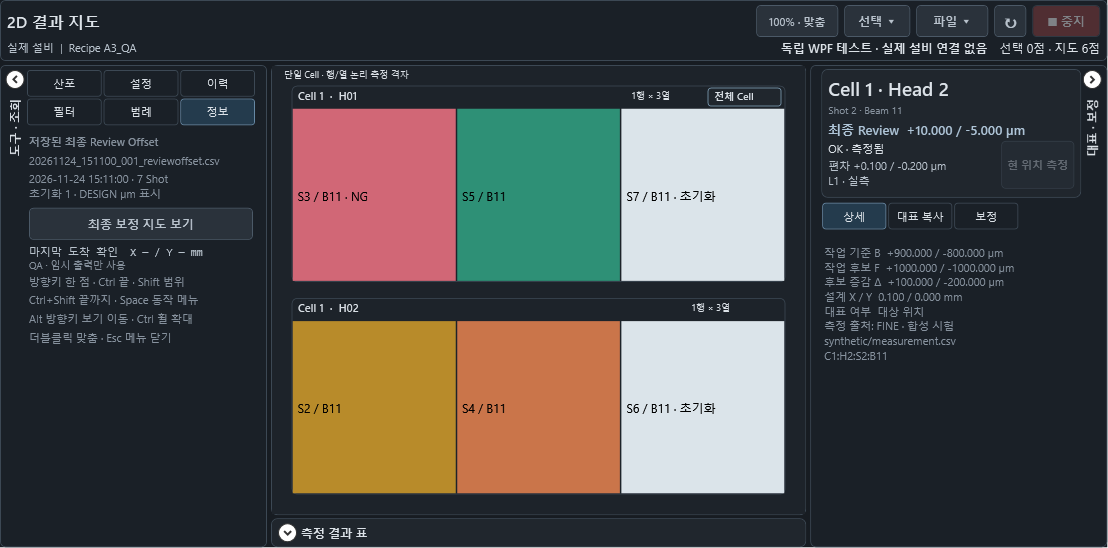 2D 결과 지도
100% · 맞춤
선택 ▾
파일 ▾
↻
■ 중지
실제 설비 | Recipe A3_QA
독립 WPF 테스트 · 실제 설비 연결 없음 선택 0점 · 지도 6점
도구 · 조회
산포
설정
이력
필터
범례
정보
저장된 최종 Review Offset
20261124_151100_001_reviewoffset.csv
2026-11-24 15:11:00 · 7 Shot
초기화 1 · DESIGN µm 표시
최종 보정 지도 보기
마지막 도착 확인 X — / Y — mm
QA · 임시 출력만 사용
방향키 한 점 · Ctrl 끝 · Shift 범위
Ctrl+Shift 끝까지 · Space 동작 메뉴
Alt 방향키 보기 이동 · Ctrl 휠 확대
더블클릭 맞춤 · Esc 메뉴 닫기
단일 Cell · 행/열 논리 측정 격자
Cell 1 · H01
1행 × 3열
전체 Cell
S3 / B11 · NG
S5 / B11
S7 / B11 · 초기화
Cell 1 · H02
1행 × 3열
S2 / B11
S4 / B11
S6 / B11 · 초기화
측정 결과 표
대표 · 보정
Cell 1 · Head 2
Shot 2 · Beam 11
최종 Review +10.000 / -5.000 µm
OK · 측정됨
편차 +0.100 / -0.200 µm
L1 · 실측
현 위치 측정
상세
대표 복사
보정
작업 기준 B +900.000 / -800.000 µm
작업 후보 F +1000.000 / -1000.000 µm
후보 증감 Δ +100.000 / -200.000 µm
설계 X / Y 0.100 / 0.000 mm
대표 여부 대상 위치
측정 출처: FINE · 합성 시험
synthetic/measurement.csv
C1:H2:S2:B11